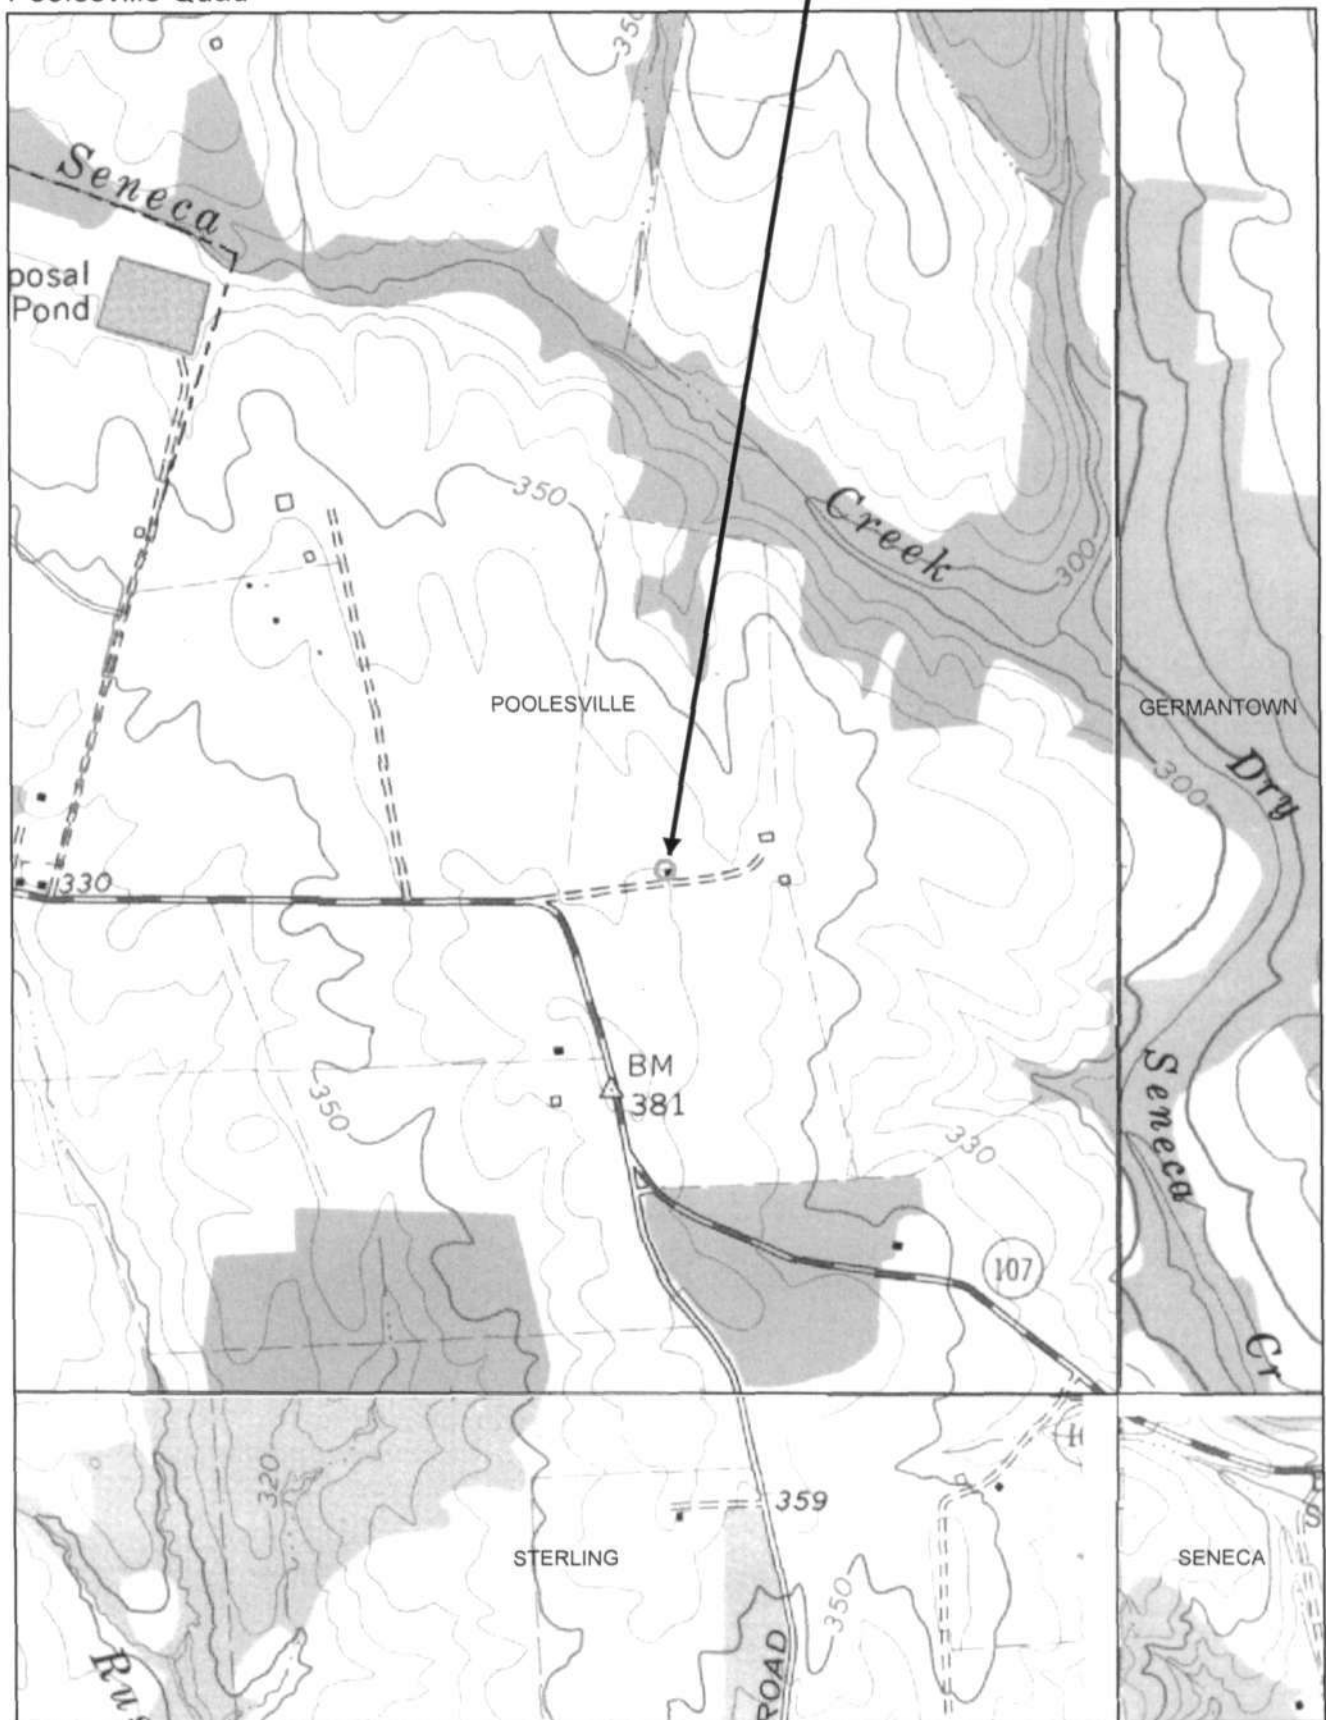 350
Seneca
posal
Pond
350
Creek
300
POOLESVILLE
GERMANTOWN
Dry
300
330
BM
381
350
330
Seneca
107
Cr
320
359
STERLING
SENECA
350
ROAD